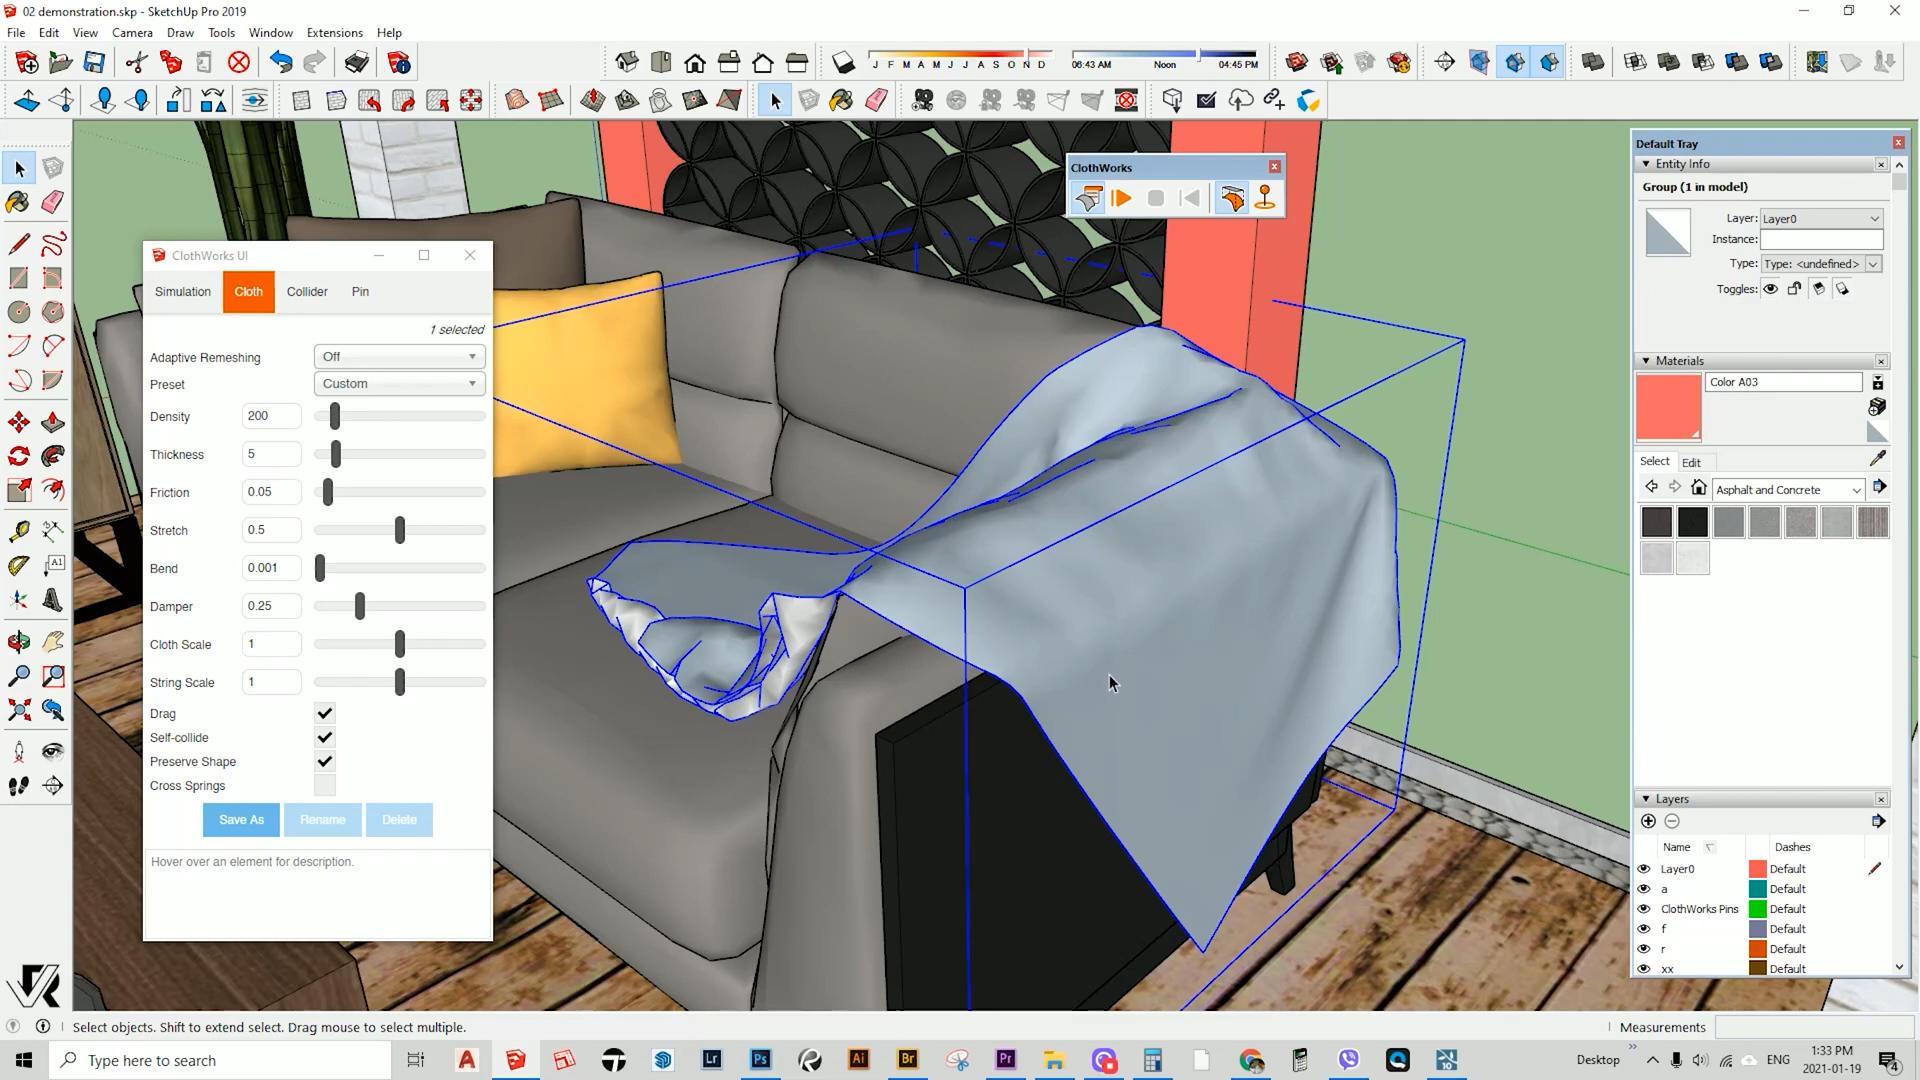 02 demonstration.skp - SketchUp Pro 2019
File Edit View Camera Draw Tools Window Extensions Help
J F M A M J J A S O N D
06:43 AM Noon 04:45 PM
Default Tray
Entity Info
Group (1 in model)
Layer: Layer0
Instance:
Type: Type: <undefined>
Toggles:
ClothWorks
ClothWorks UI
Simulation Cloth Collider Pin
1 selected
Adaptive Remeshing Off
Preset Custom
Density 200
Thickness 5
Friction 0.05
Stretch 0.5
Bend 0.001
Damper 0.25
Cloth Scale 1
String Scale 1
Drag
Self-collide
Preserve Shape
Cross Springs
Save As Rename Delete
Hover over an element for description.
A1
Materials
Color A03
Select Edit
Asphalt and Concrete
Layers
Name Dashes
Layer0 Default
a Default
ClothWorks Pins Default
f Default
r Default
xx Default
Select objects. Shift to extend select. Drag mouse to select multiple.
Measurements
Type here to search
A Lr Ps Ai Br Pr
Desktop ENG
1:33 PM
2021-01-19
4